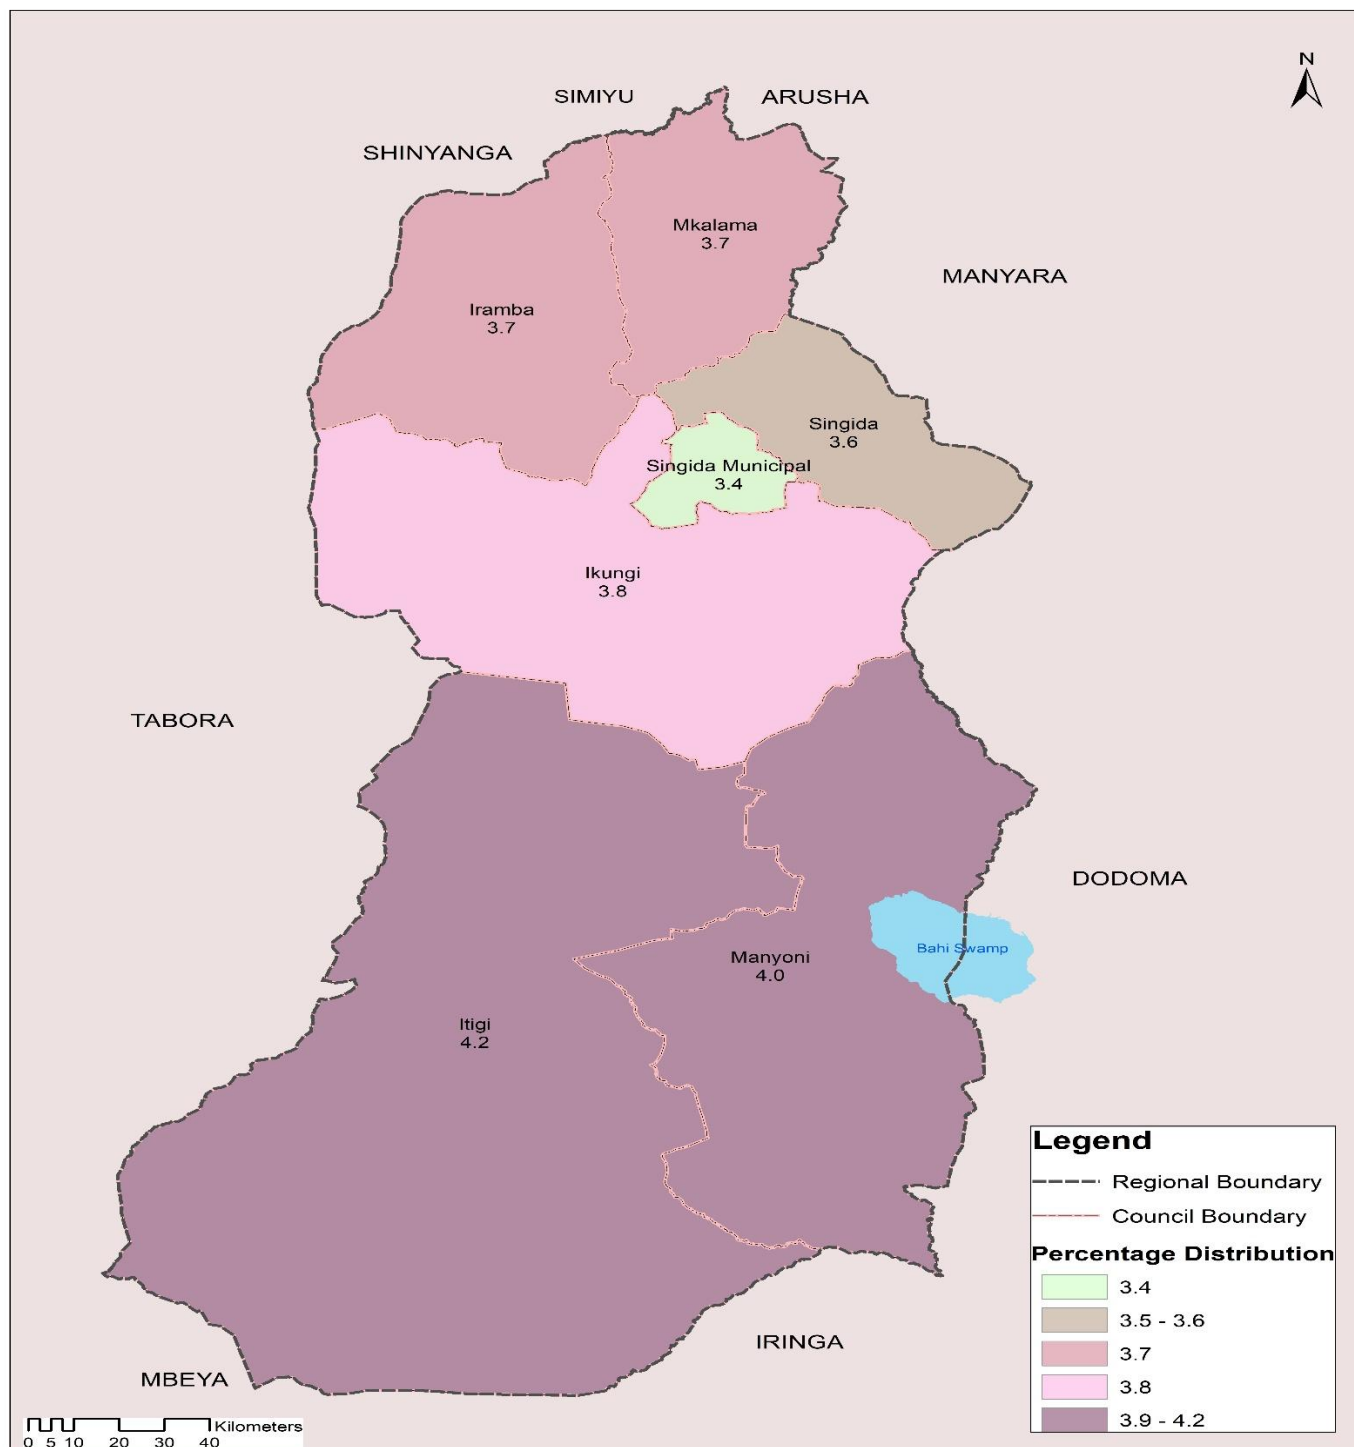 N
SIMIYU
ARUSHA
SHINYANGA
Mkalama
3.7
MANYARA
Iramba
3.7
Singida
3.6
Singida Municipal
3.4
Ikungi
3.8
TABORA
DODOMA
Bahi Swamp
Manyoni
4.0
Itigi
4.2
Legend
Regional Boundary
Council Boundary
Percentage Distribution
3.4
3.5 - 3.6
3.7
3.8
3.9 - 4.2
IRINGA
MBEYA
Kilometers
0 5 10 20 30 40